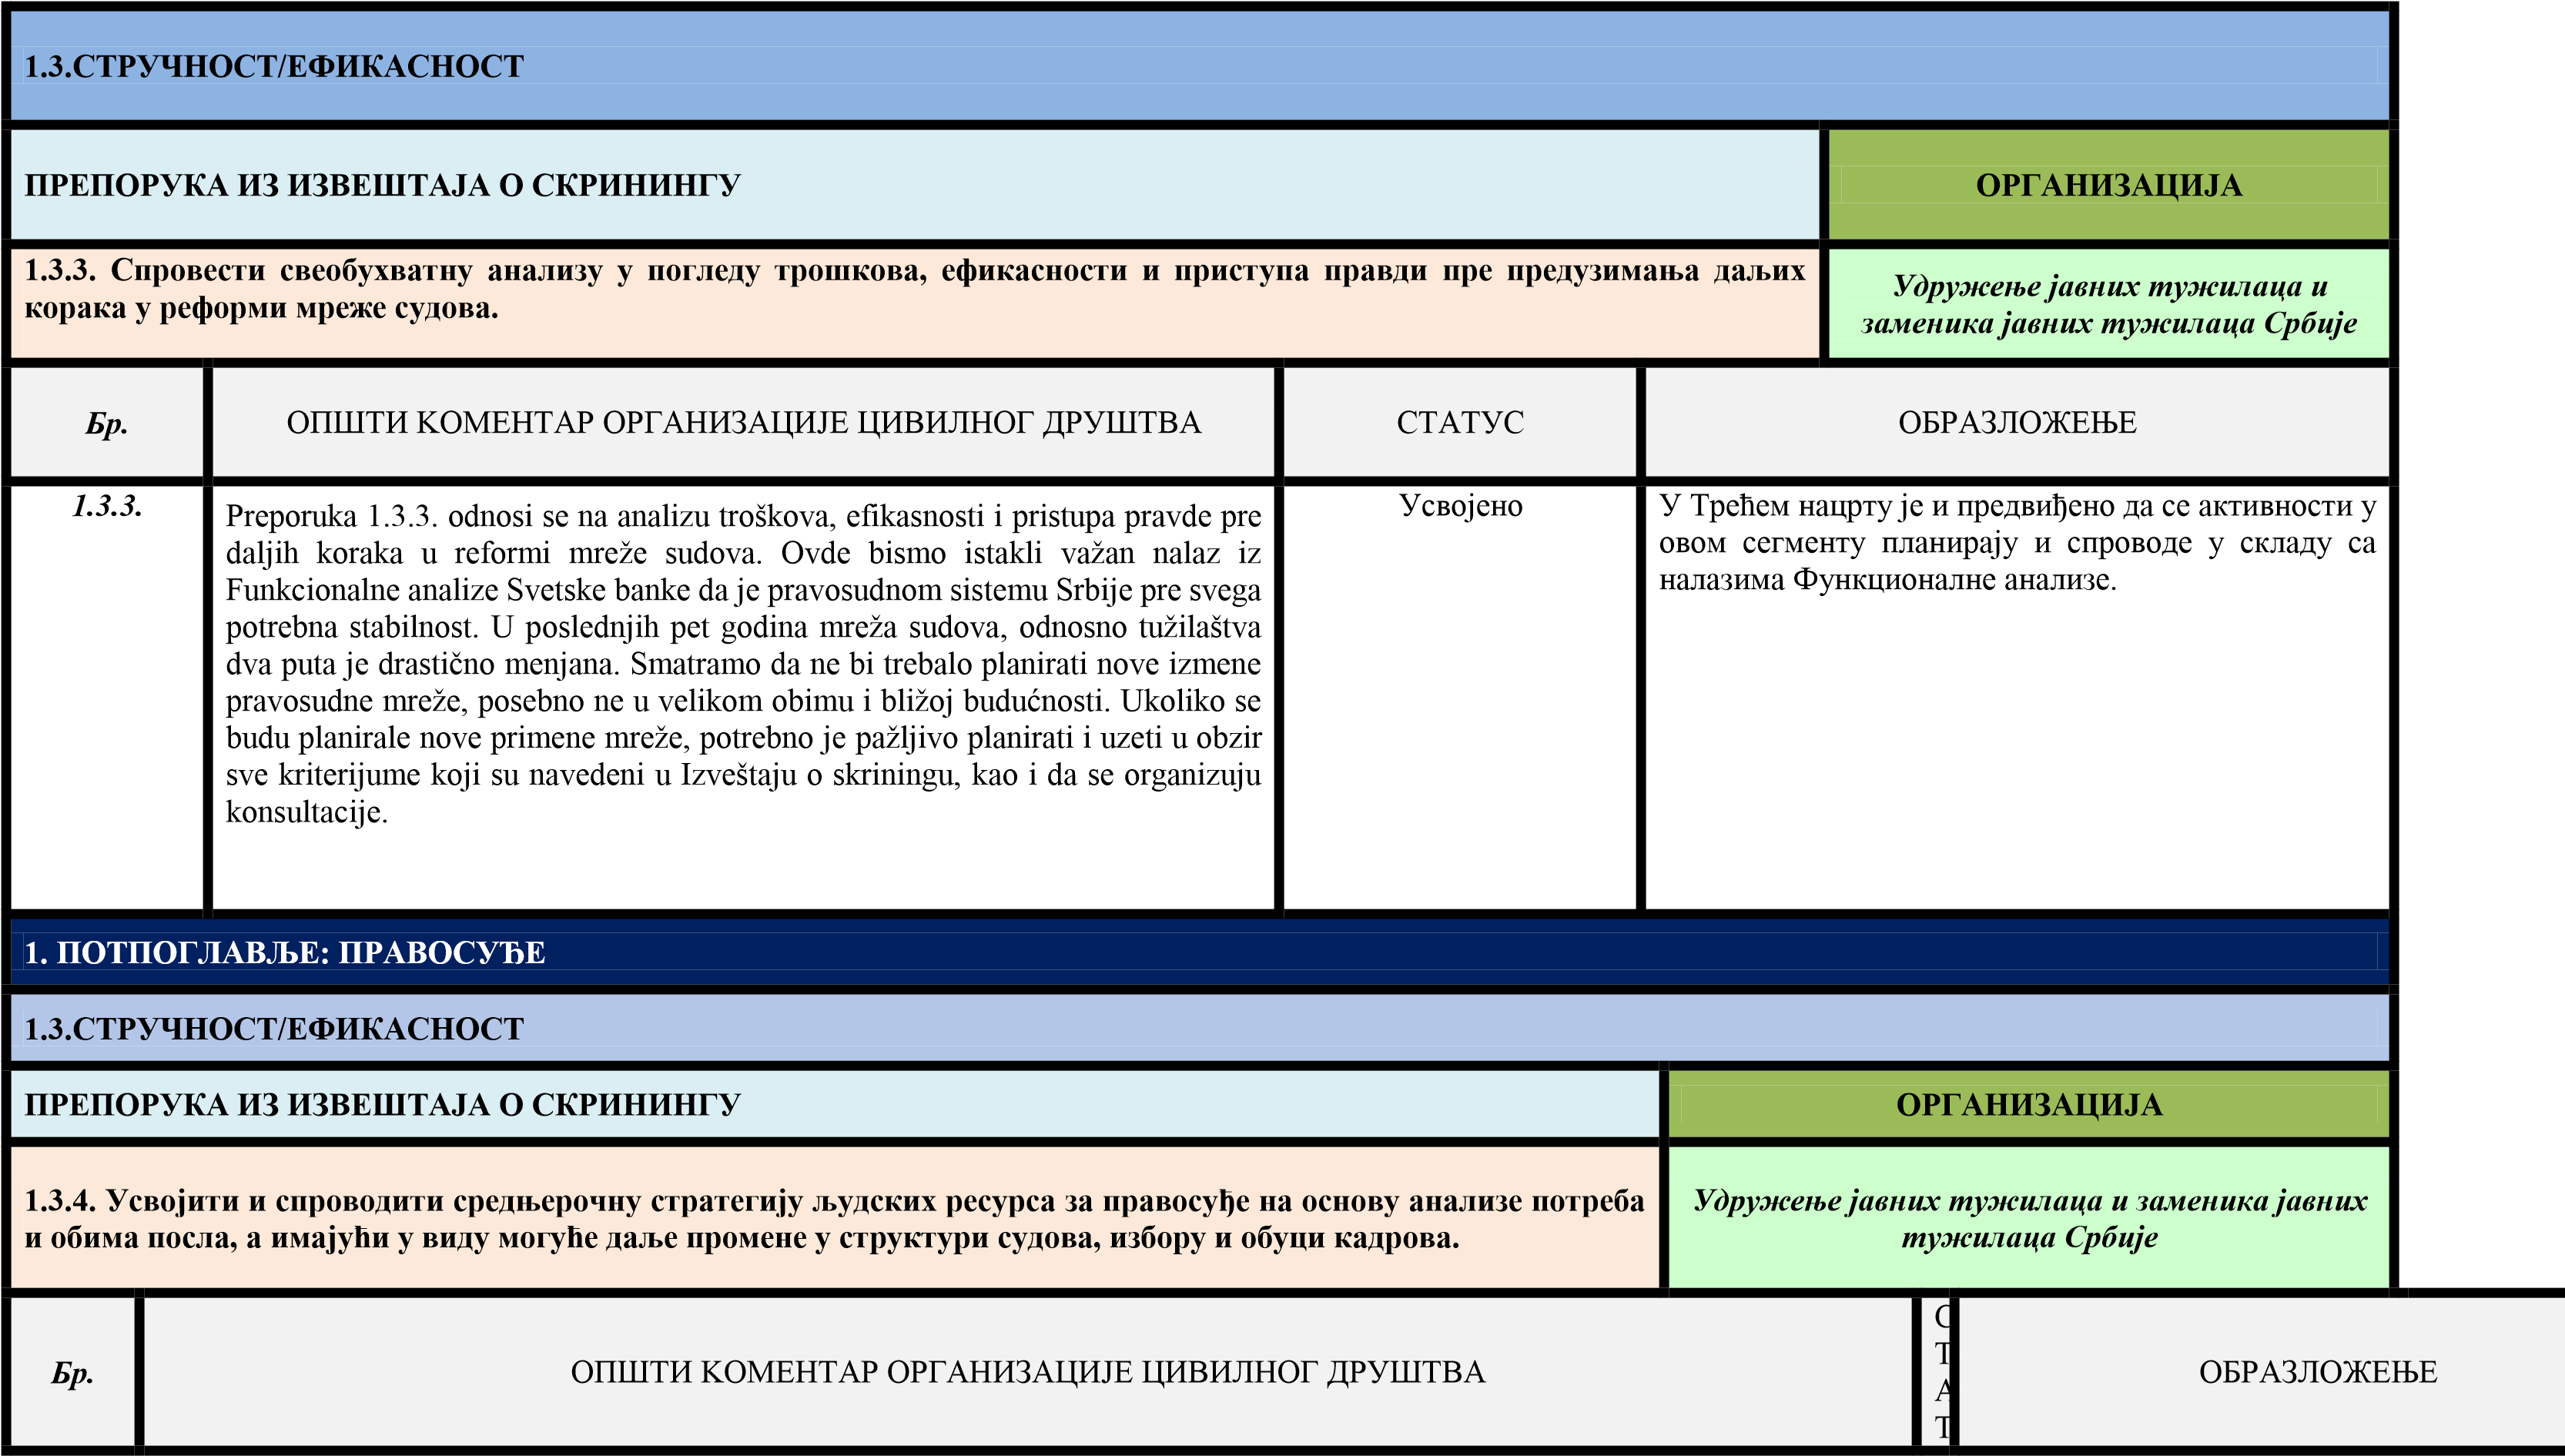 1.3.СТРУЧНОСТ/ЕФИКАСНОСТ
ПРЕПОРУКА ИЗ ИЗВЕШТАЈА О СКРИНИНГУ
ОРГАНИЗАЦИЈА
1.3.3. Спровести свеобухватну анализу у погледу трошкова, ефикасности и приступа правди пре предузимања даљих
корака у реформи мреже судова.
Удружење јавних тужилаца и
заменика јавних тужилаца Србије
Бр.
ОПШТИ КОМЕНТАР ОРГАНИЗАЦИЈЕ ЦИВИЛНОГ ДРУШТВА
СТАТУС
ОБРАЗЛОЖЕЊЕ
1.3.3.
Preporuka 1.3.3. odnosi se na analizu troškova, efikasnosti i pristupa pravde pre
daljih koraka u reformi mreže sudova. Ovde bismo istakli važan nalaz iz
Funkcionalne analize Svetske banke da je pravosudnom sistemu Srbije pre svega
potrebna stabilnost. U poslednjih pet godina mreža sudova, odnosno tužilaštva
dva puta je drastično menjana. Smatramo da ne bi trebalo planirati nove izmene
pravosudne mreže, posebno ne u velikom obimu i bližoj budućnosti. Ukoliko se
budu planirale nove primene mreže, potrebno je pažljivo planirati i uzeti u obzir
sve kriterijume koji su navedeni u Izveštaju o skriningu, kao i da se organizuju
konsultacije.
Усвојено
У Трећем нацрту је и предвиђено да се активности у
овом сегменту планирају и спроводе у складу са
налазима Функционалне анализе.
1. ПОТПОГЛАВЉЕ: ПРАВОСУЂЕ
1.3.СТРУЧНОСТ/ЕФИКАСНОСТ
ПРЕПОРУКА ИЗ ИЗВЕШТАЈА О СКРИНИНГУ
ОРГАНИЗАЦИЈА
1.3.4. Усвојити и спроводити средњерочну стратегију људских ресурса за правосуђе на основу анализе потреба
и обима посла, а имајући у виду могуће даље промене у структури судова, избору и обуци кадрова.
Удружење јавних тужилаца и заменика јавних
тужилаца Србије
Бр.
ОПШТИ КОМЕНТАР ОРГАНИЗАЦИЈЕ ЦИВИЛНОГ ДРУШТВА
С
Т
А
Т
ОБРАЗЛОЖЕЊЕ